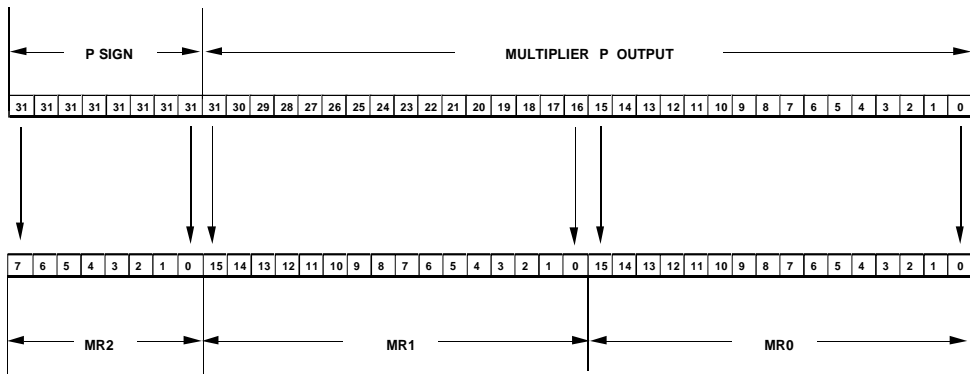 P SIGN MULTIPLIER P OUTPUT
31 31 31 31 31 31 31 31 31 30 29 28 27 26 25 24 23 22 21 20 19 18 17 16 15 14 13 12 11 10 9 8 7 6 5 4 3 2 1 0
7 6 5 4 3 2 1 0 15 14 13 12 11 10 9 8 7 6 5 4 3 2 1 0 15 14 13 12 11 10 9 8 7 6 5 4 3 2 1 0
MR2 MR1 MR0